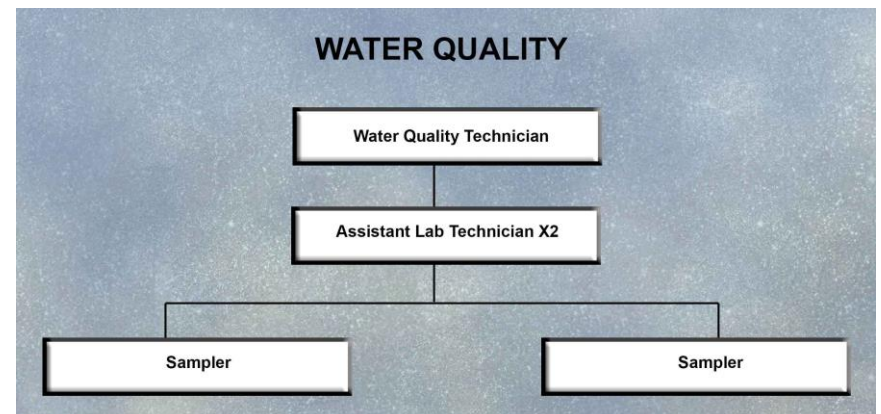 WATER QUALITY
Water Quality Technician
Assistant Lab Technician X2
Sampler
Sampler